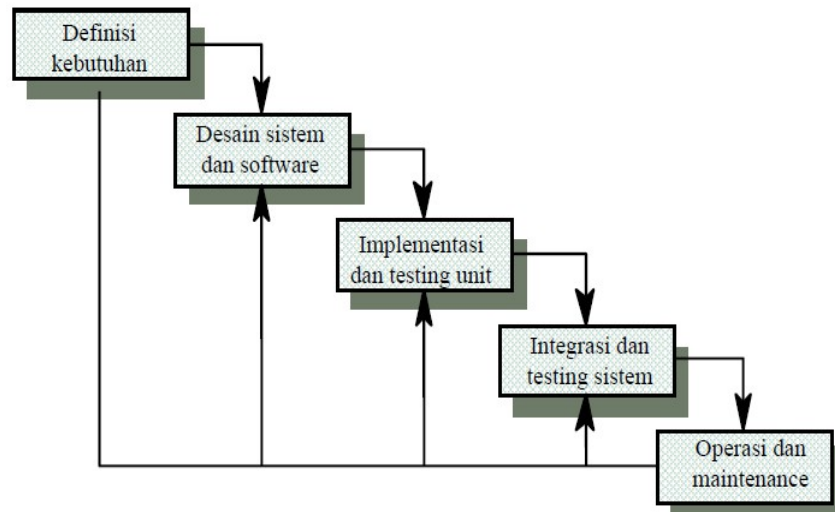 Definisi
kebutuhan
Desain sistem
dan software
Implementasi
dan testing unit
Integrasi dan
testing sistem
Operasi dan
maintenance